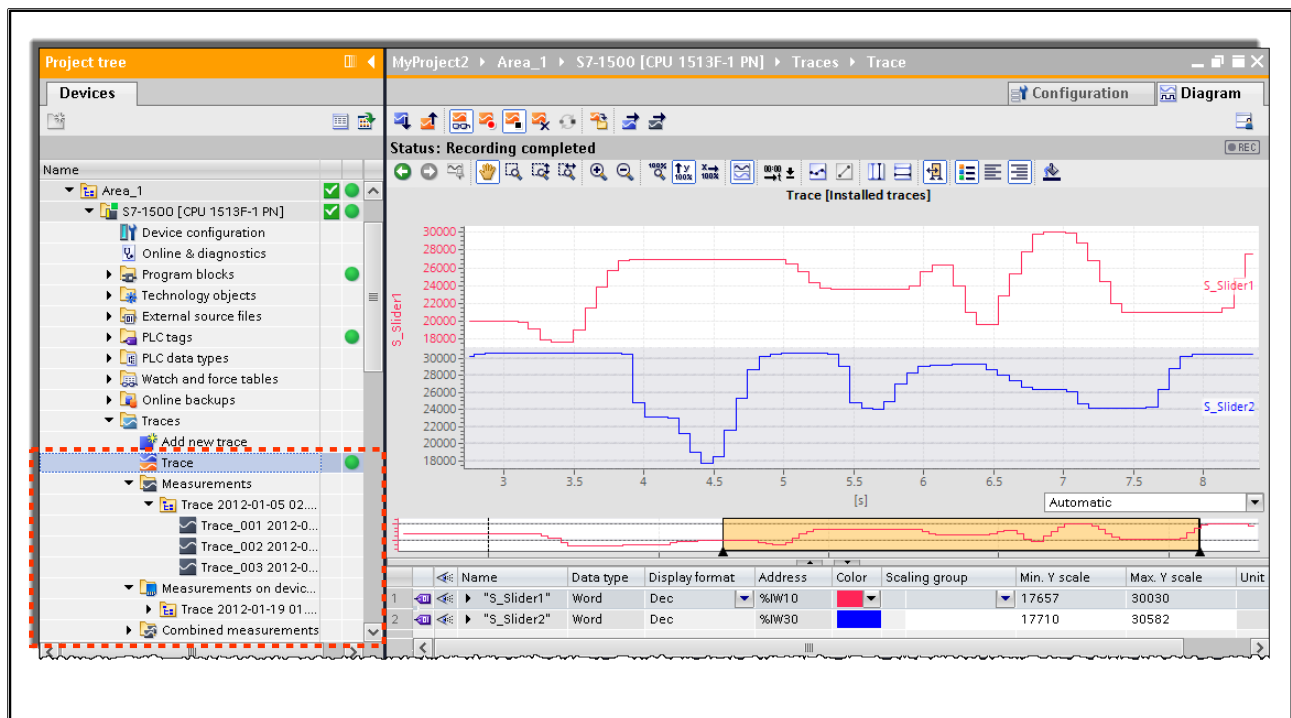 Project tree
MyProject2 ▸ Area_1 ▸ S7-1500 [CPU 1513F-1 PN] ▸ Traces ▸ Trace
Devices
Configuration
Diagram
Status: Recording completed
REC
Name
Area_1
S7-1500 [CPU 1513F-1 PN]
Device configuration
Online & diagnostics
Program blocks
Technology objects
External source files
PLC tags
PLC data types
Watch and force tables
Online backups
Traces
Add new trace
Trace
Measurements
Trace 2012-01-05 02....
Trace_001 2012-0...
Trace_002 2012-0...
Trace_003 2012-0...
Measurements on devic...
Trace 2012-01-19 01....
Combined measurements
Trace [Installed traces]
S_Slider1
30000
28000
26000
24000
22000
20000
18000
S_Slider1
30000
28000
26000
24000
22000
20000
18000
S_Slider2
3 3.5 4 4.5 5 5.5 6 6.5 7 7.5 8
[s]
Automatic
Name Data type Display format Address Color Scaling group Min. Y scale Max. Y scale Unit
1 "S_Slider1" Word Dec %IW10 17657 30030
2 "S_Slider2" Word Dec %IW30 17710 30582